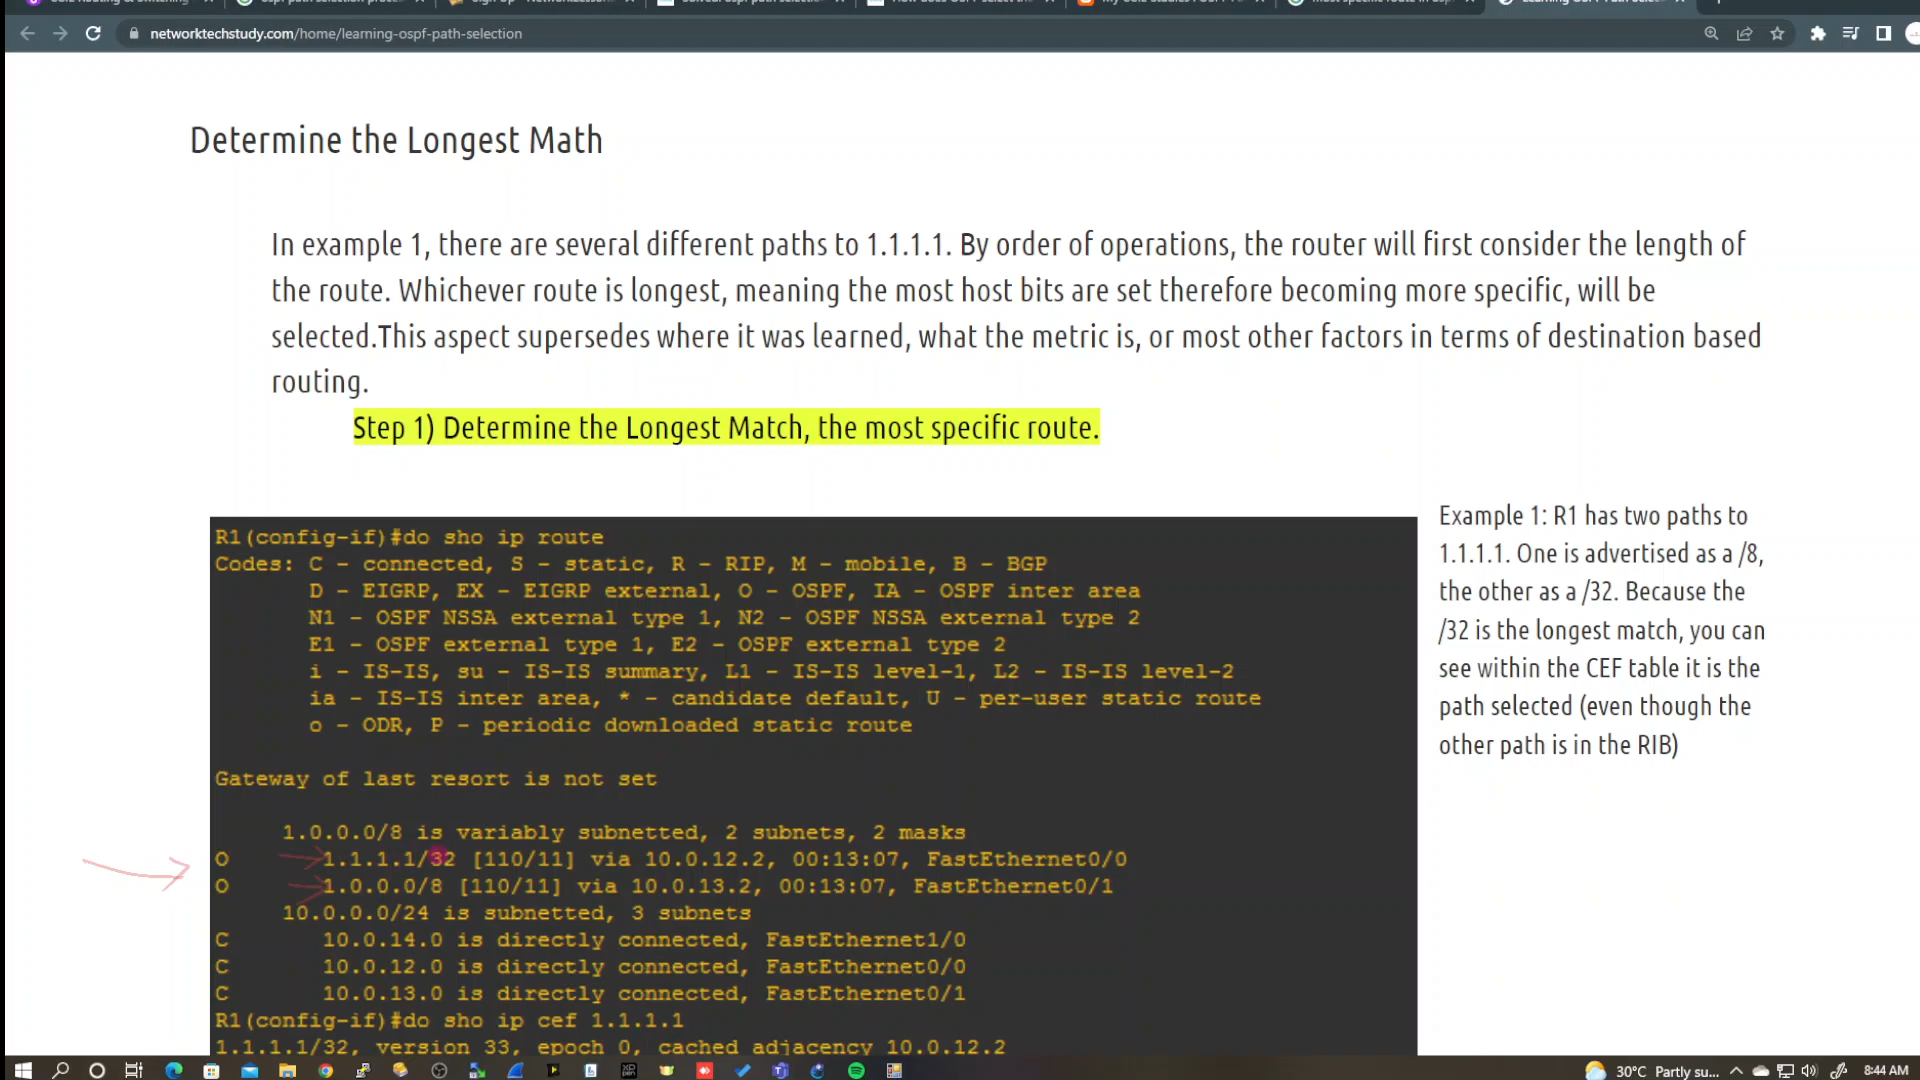 networktechstudy.com/home/learning-ospf-path-selection
Determine the Longest Math
In example 1, there are several different paths to 1.1.1.1. By order of operations, the router will first consider the length of
the route. Whichever route is longest, meaning the most host bits are set therefore becoming more specific, will be
selected.This aspect supersedes where it was learned, what the metric is, or most other factors in terms of destination based
routing.
Step 1) Determine the Longest Match, the most specific route.
R1(config-if)#do sho ip route
Codes: C - connected, S - static, R - RIP, M - mobile, B - BGP
D - EIGRP, EX - EIGRP external, O - OSPF, IA - OSPF inter area
N1 - OSPF NSSA external type 1, N2 - OSPF NSSA external type 2
E1 - OSPF external type 1, E2 - OSPF external type 2
i - IS-IS, su - IS-IS summary, L1 - IS-IS level-1, L2 - IS-IS level-2
ia - IS-IS inter area, * - candidate default, U - per-user static route
o - ODR, P - periodic downloaded static route
Gateway of last resort is not set
1.0.0.0/8 is variably subnetted, 2 subnets, 2 masks
O 1.1.1.1/32 [110/11] via 10.0.12.2, 00:13:07, FastEthernet0/0
O 1.0.0.0/8 [110/11] via 10.0.13.2, 00:13:07, FastEthernet0/1
10.0.0.0/24 is subnetted, 3 subnets
C 10.0.14.0 is directly connected, FastEthernet1/0
C 10.0.12.0 is directly connected, FastEthernet0/0
C 10.0.13.0 is directly connected, FastEthernet0/1
R1(config-if)#do sho ip cef 1.1.1.1
1.1.1.1/32, version 33, epoch 0, cached adjacency 10.0.12.2
Example 1: R1 has two paths to
1.1.1.1. One is advertised as a /8,
the other as a /32. Because the
/32 is the longest match, you can
see within the CEF table it is the
path selected (even though the
other path is in the RIB)
30°C Partly su...
8:44 AM